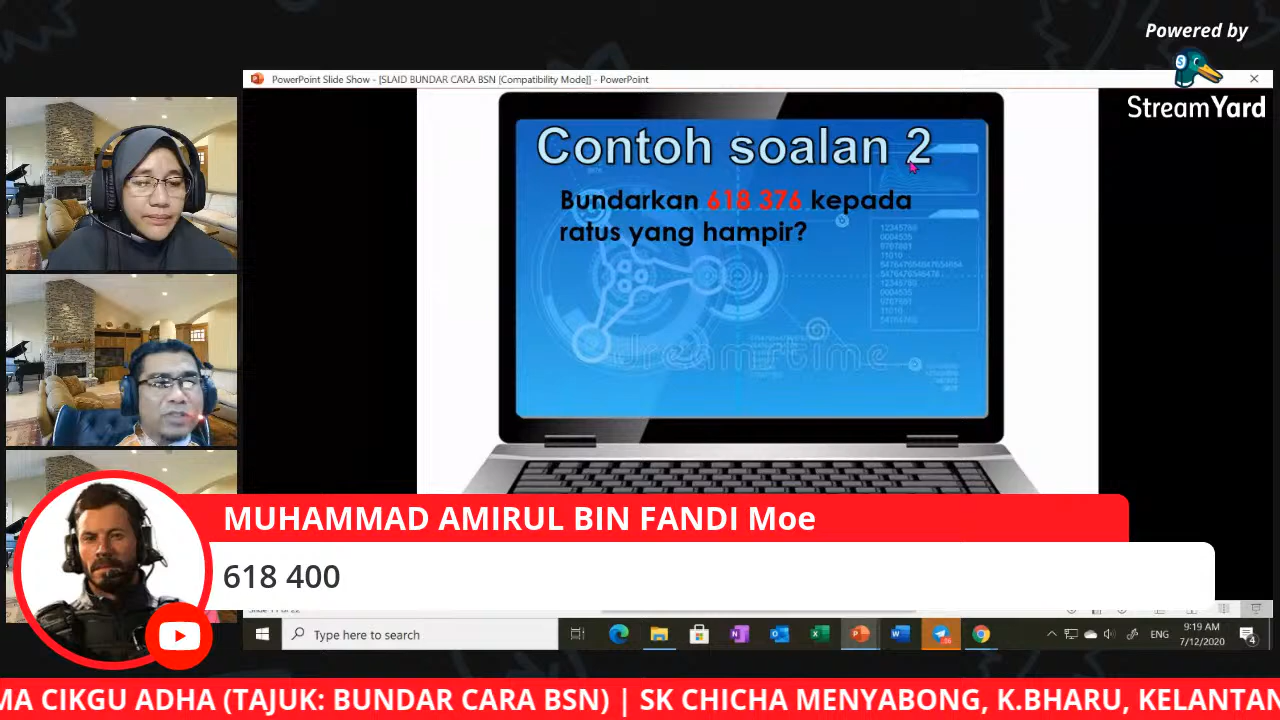 Powered by
StreamYard
PowerPoint Slide Show - [SLAID BUNDAR CARA BSN [Compatibility Mode]] - PowerPoint
Contoh soalan 2
Bundarkan 618 376 kepada
ratus yang hampir?
dreamstime
MUHAMMAD AMIRUL BIN FANDI Moe
618 400
Type here to search
ENG
9:19 AM
7/12/2020
4
MA CIKGU ADHA (TAJUK: BUNDAR CARA BSN) | SK CHICHA MENYABONG, K.BHARU, KELANTAN